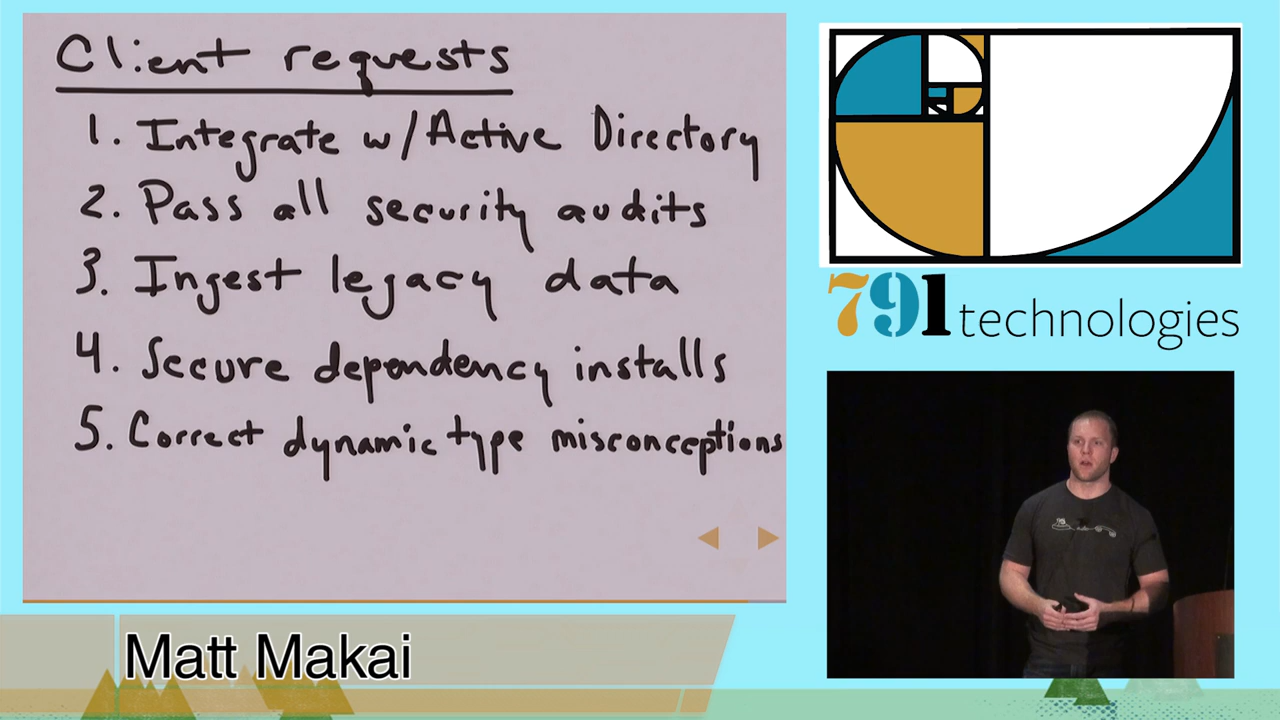 Client requests
1. Integrate w/Active Directory
2. Pass all security audits
3. Ingest legacy data
4. Secure dependency installs
5. Correct dynamic type misconceptions
791 technologies
Matt Makai